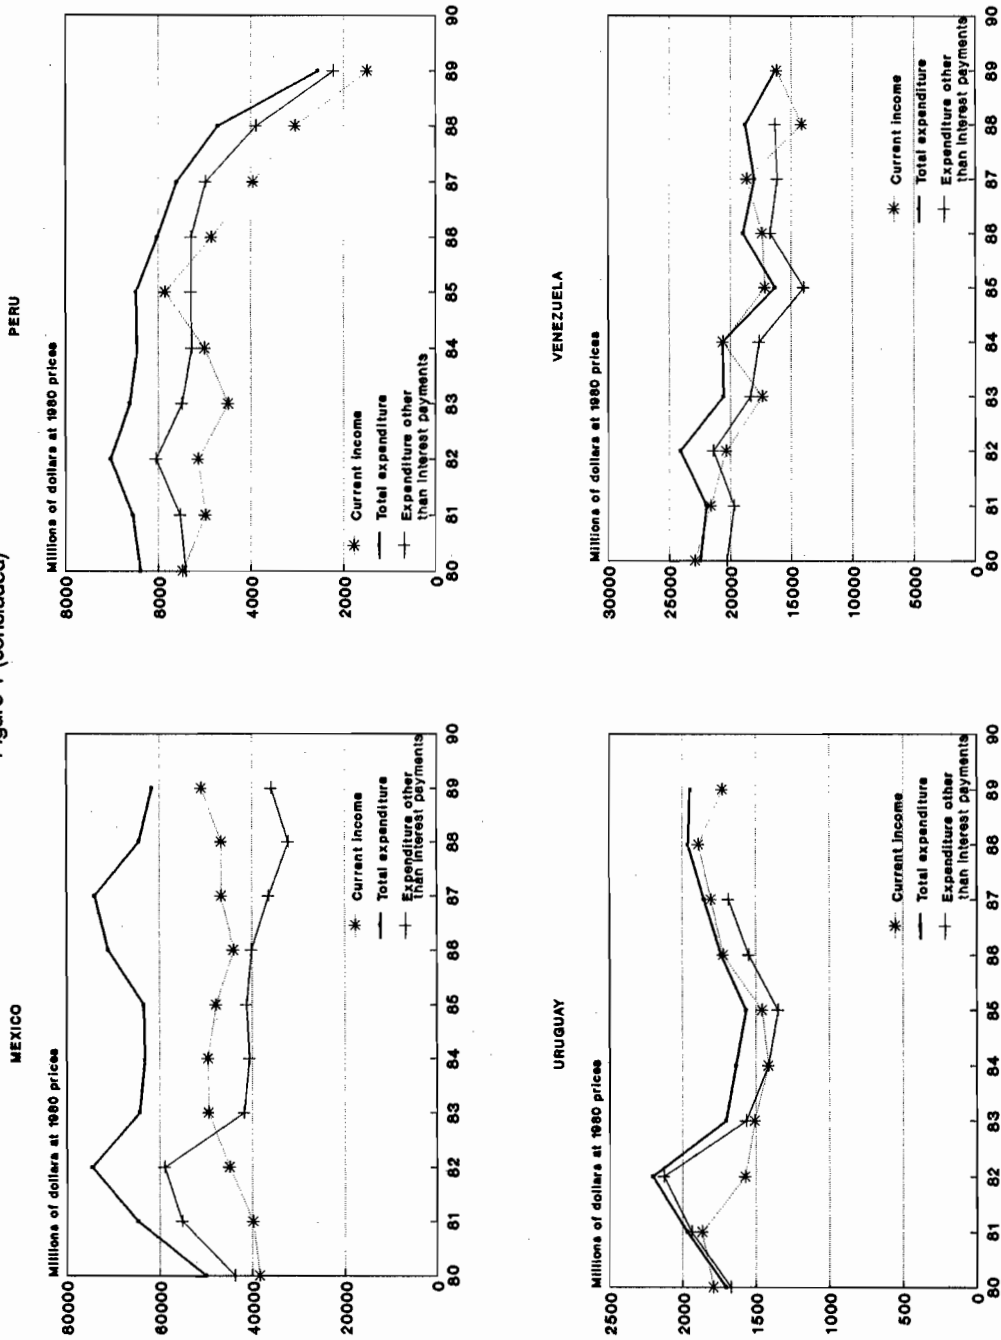 Figure 1 (concluded)
MEXICO
Millions of dollars at 1980 prices
80000
60000
40000
20000
0
Current income
Total expenditure
Expenditure other
than interest payments
80 81 82 83 84 85 86 87 88 89 90
PERU
Millions of dollars at 1980 prices
8000
6000
4000
2000
0
Current income
Total expenditure
Expenditure other
than interest payments
80 81 82 83 84 85 86 87 88 89 90
URUGUAY
Millions of dollars at 1980 prices
2500
2000
1500
1000
500
0
Current income
Total expenditure
Expenditure other
than interest payments
80 81 82 83 84 85 86 87 88 89 90
VENEZUELA
Millions of dollars at 1980 prices
30000
25000
20000
15000
10000
5000
0
Current income
Total expenditure
Expenditure other
than interest payments
80 81 82 83 84 85 86 87 88 89 90